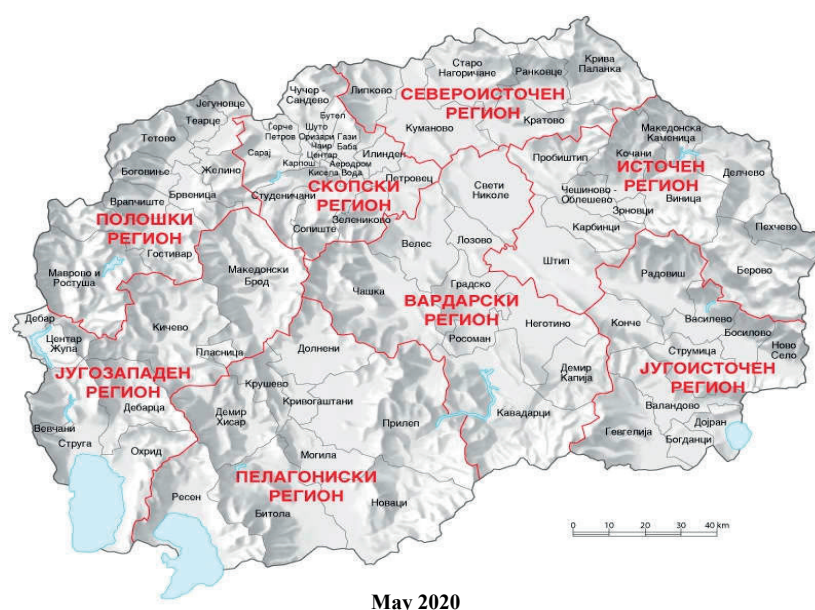 Крива
Паланка
Старо
Нагоричане
Ранковце
Чучер -
Сандево
Липково
СЕВЕРОИСТОЧЕН
РЕГИОН
Јегуновце
Теарце
Куманово
Кратово
Бутел
Шуто
Оризари
Ѓорче
Петров
Гази
Баба
Чаир
Центар
Карпош
Аеродром
Кисела Вода
Сарај
Илинден
Петровец
Македонска
Каменица
Тетово
Желино
Боговиње
Врапчиште
Брвеница
Пробиштип
Кочани
ИСТОЧЕН
РЕГИОН
Делчево
Студеничани
СКОПСКИ
РЕГИОН
Зелениково
Сопиште
Свети
Николе
Чешиново -
Облешево
Зрновци
Виница
Карбинци
Пехчево
ПОЛОШКИ
РЕГИОН
Гостивар
Велес
Лозово
Штип
Берово
Маврово и
Ростуша
Македонски
Брод
Чашка
Градско
ВАРДАРСКИ
РЕГИОН
Радовиш
Дебар
Центар
Жупа
Кичево
Пласница
Долнени
Росоман
Неготино
Конче
Василево
Босилово
Струмица
Ново
Село
ЈУГОЗАПАДЕН
РЕГИОН
Дебарца
Крушево
Кривогаштани
Демир
Капија
ЈУГОИСТОЧЕН
РЕГИОН
Вевчани
Струга
Демир
Хисар
Прилеп
Кавадарци
Валандово
Дојран
Гевгелија
Богданци
Охрид
Могила
ПЕЛАГОНИСКИ
РЕГИОН
Ресен
Новаци
Битола
0 10 20 30 40 km
May 2020